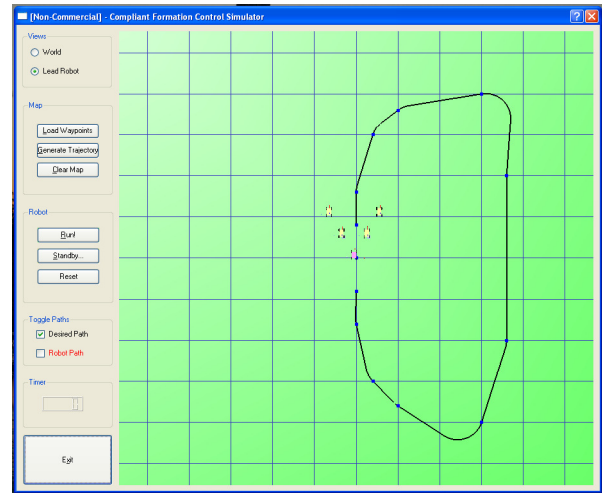 [Non-Commercial] - Compliant Formation Control Simulator
Views
World
Lead Robot
Map
Load Waypoints
Generate Trajectory
Clear Map
Robot
Run!
Standby...
Reset
Toggle Paths
Desired Path
Robot Path
Timer
Exit